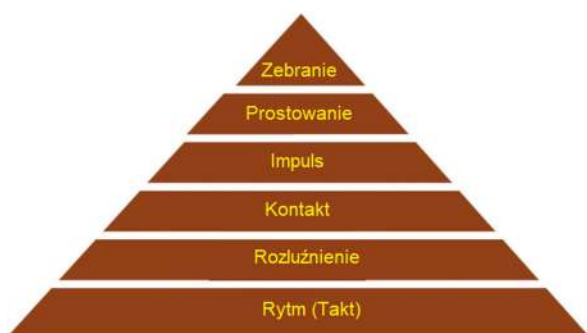 Zebranie
Prostowanie
Impuls
Kontakt
Rozluźnienie
Rytm (Takt)